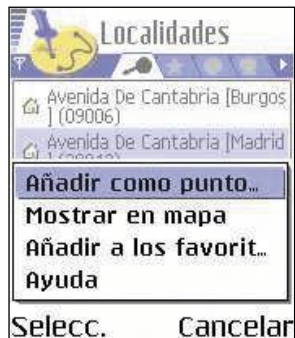 Localidades
Avenida De Cantabria [Burgos
] (09006)
Avenida De Cantabria [Madrid
Añadir como punto…
Mostrar en mapa
Añadir a los favorit…
Ayuda
Selecc. Cancelar